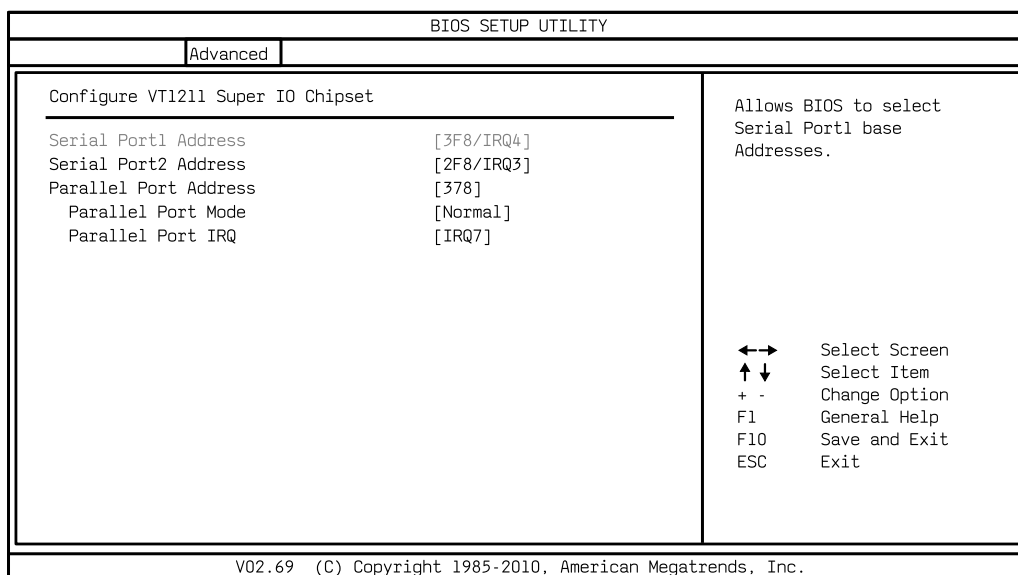 BIOS SETUP UTILITY
Advanced
Configure VT1211 Super IO Chipset
Serial Port1 Address [3F8/IRQ4]
Serial Port2 Address [2F8/IRQ3]
Parallel Port Address [378]
Parallel Port Mode [Normal]
Parallel Port IRQ [IRQ7]
Allows BIOS to select
Serial Port1 base
Addresses.
←→ Select Screen
↑↓ Select Item
+ - Change Option
F1 General Help
F10 Save and Exit
ESC Exit
V02.69 (C) Copyright 1985-2010, American Megatrends, Inc.